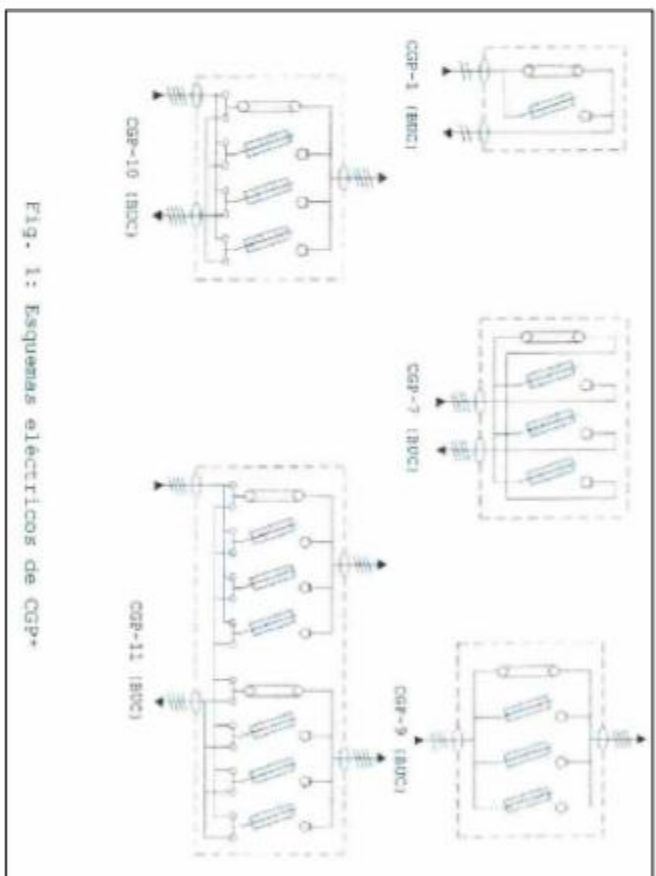 CGP-1 (BUC)
CGP-7 (BUC)
CGP-9 (BUC)
CGP-10 (BUC)
CGP-11 (BUC)
Fig. 1: Esquemas eléctricos de CGP*